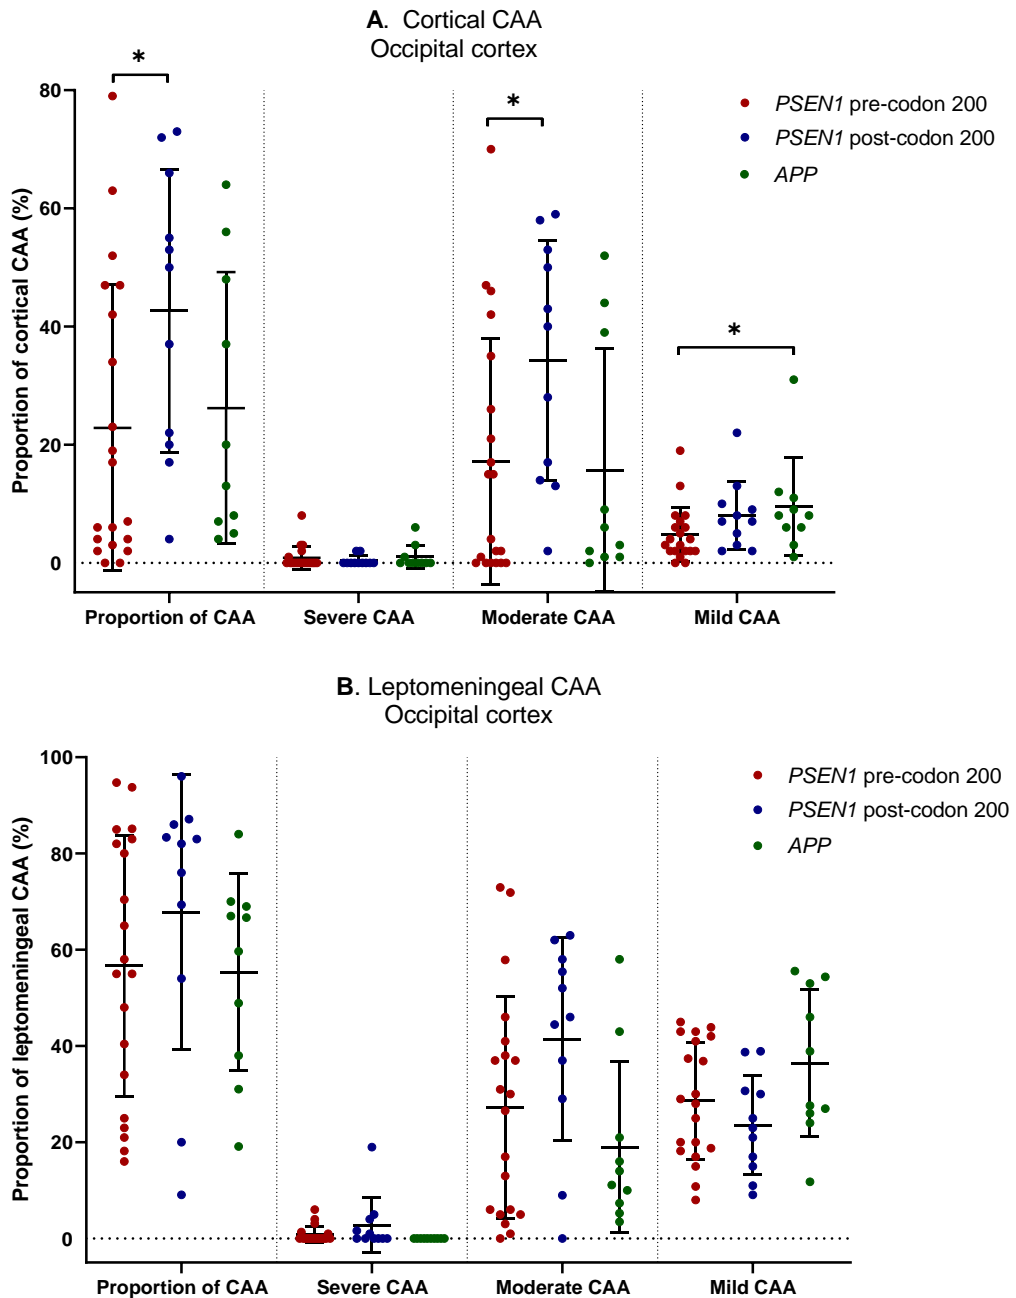 A. Cortical CAA
Occipital cortex
*
*
*
PSEN1 pre-codon 200
PSEN1 post-codon 200
APP
Proportion of cortical CAA (%)
80
60
40
20
0
Proportion of CAA Severe CAA Moderate CAA Mild CAA
B. Leptomeningeal CAA
Occipital cortex
PSEN1 pre-codon 200
PSEN1 post-codon 200
APP
Proportion of leptomeningeal CAA (%)
100
80
60
40
20
0
Proportion of CAA Severe CAA Moderate CAA Mild CAA